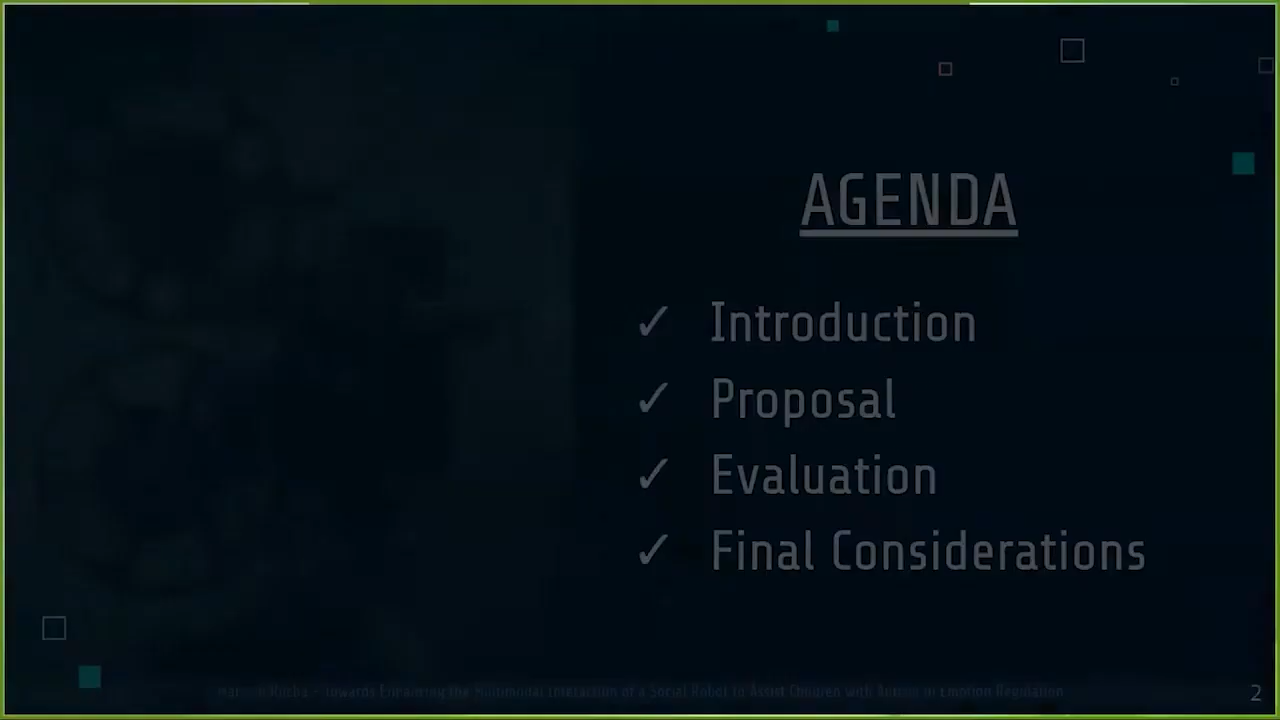 AGENDA
✓ Introduction
✓ Proposal
✓ Evaluation
✓ Final Considerations
Rocha - Towards Enhancing the Multimodal Interaction of a Social Robot to Assist Children with Autism in Emotion Regulation
2